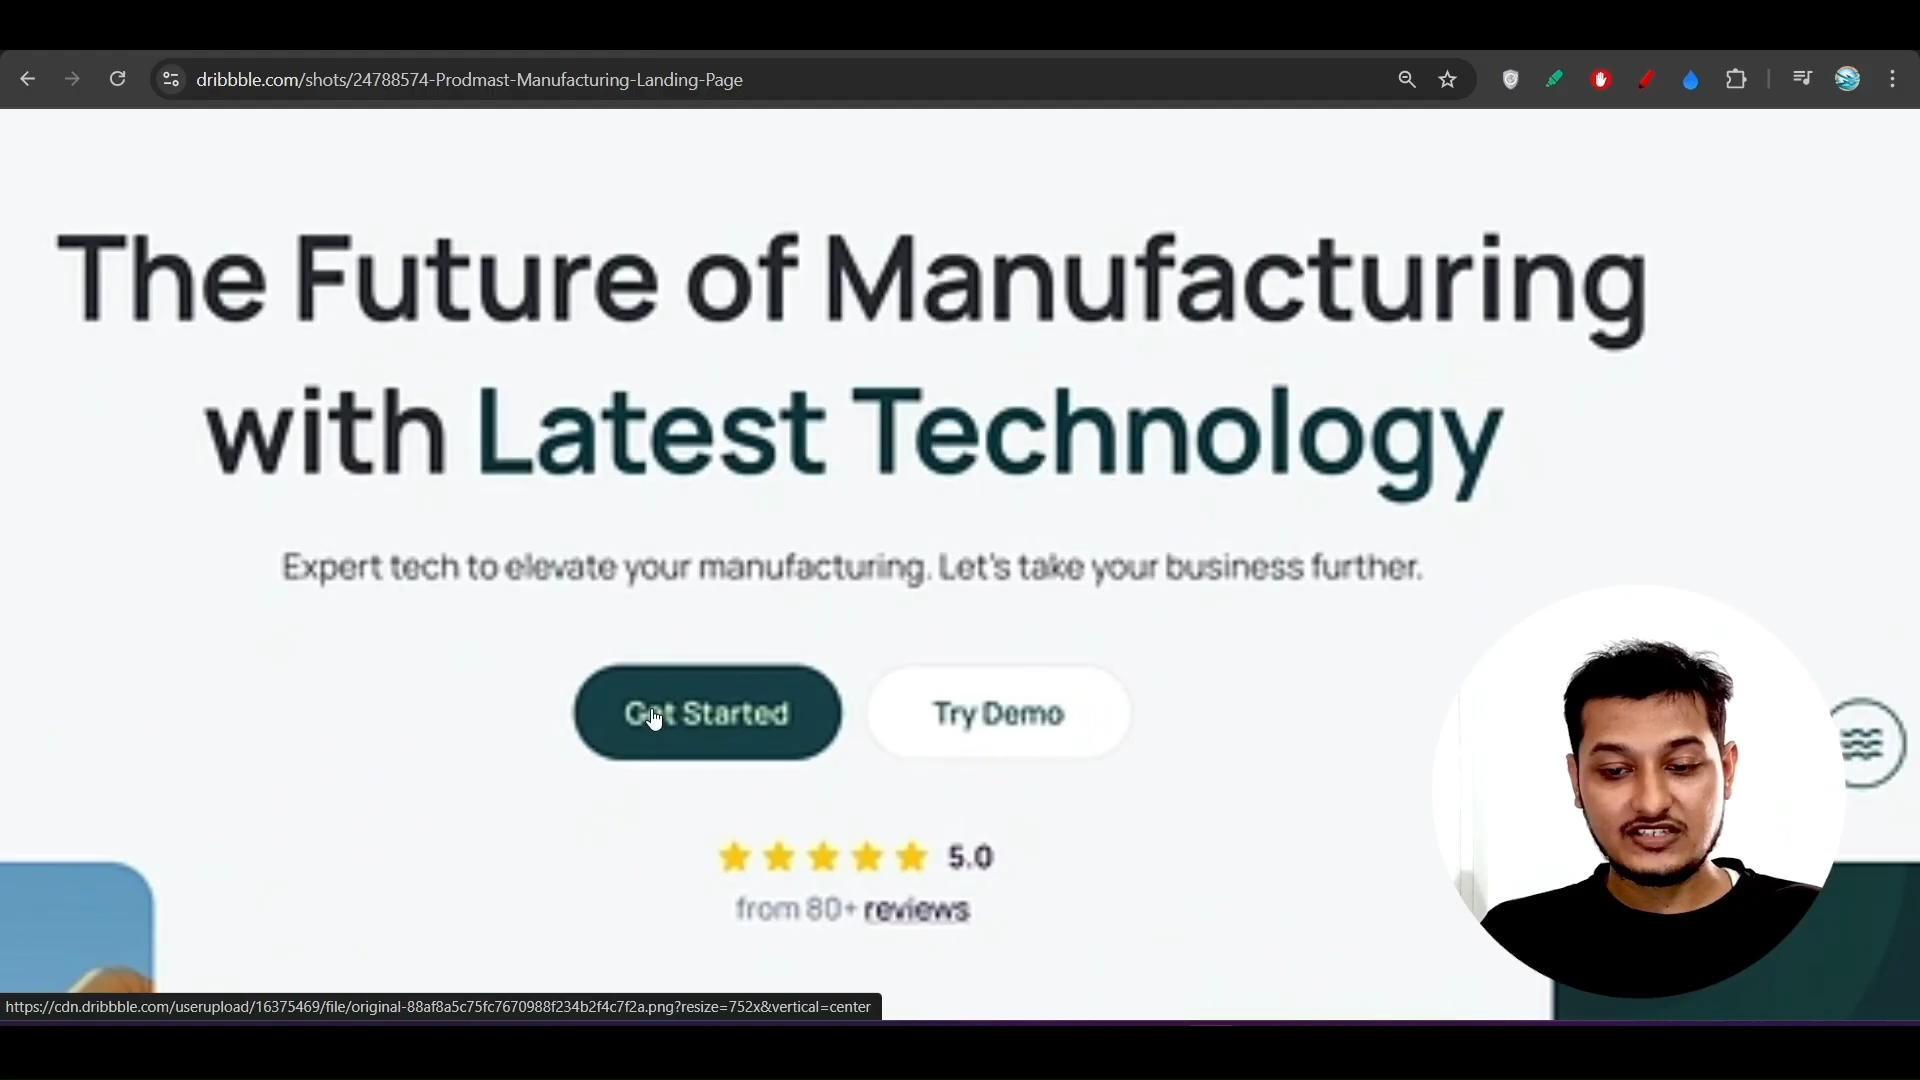 dribbble.com/shots/24788574-Prodmast-Manufacturing-Landing-Page
The Future of Manufacturing
with Latest Technology
Expert tech to elevate your manufacturing. Let's take your business further.
Get Started
Try Demo
5.0
from 80+ reviews
https://cdn.dribbble.com/userupload/16375469/file/original-88af8a5c75fc7670988f234b2f4c7f2a.png?resize=752x&vertical=center